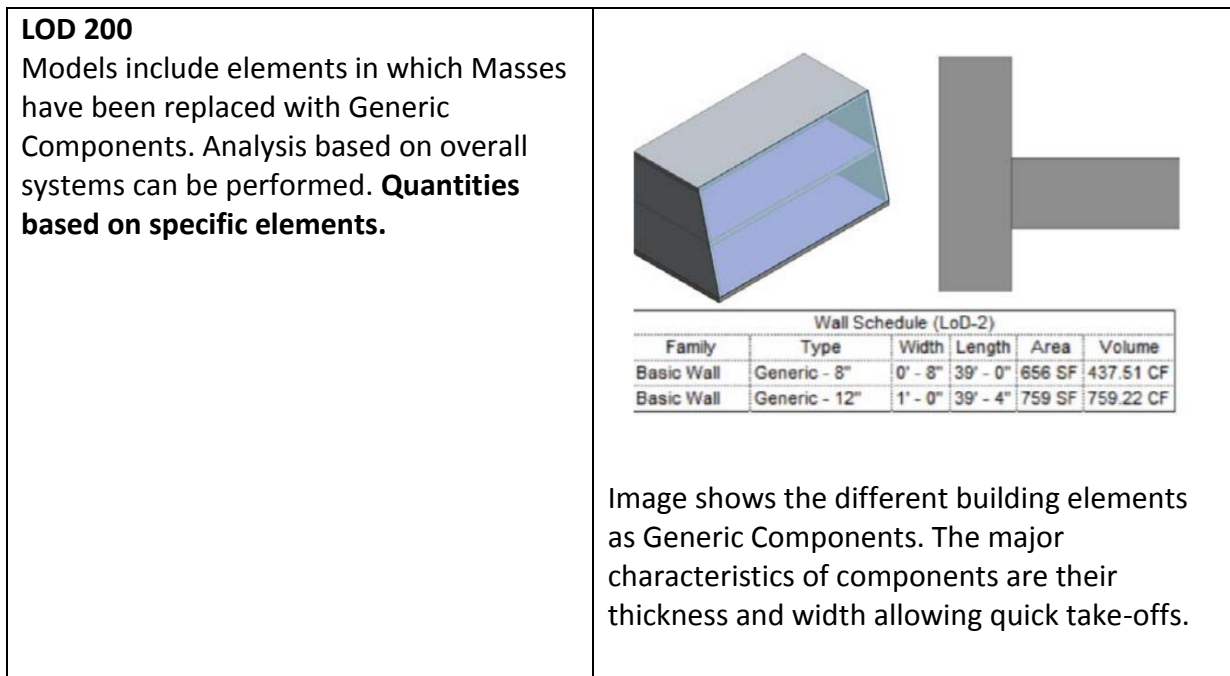 LOD 200
Models include elements in which Masses
have been replaced with Generic
Components. Analysis based on overall
systems can be performed. Quantities
based on specific elements.
Wall Schedule (LoD-2)
Family Type Width Length Area Volume
Basic Wall Generic - 8" 0' - 8" 39' - 0" 656 SF 437.51 CF
Basic Wall Generic - 12" 1' - 0" 39' - 4" 759 SF 759.22 CF
Image shows the different building elements
as Generic Components. The major
characteristics of components are their
thickness and width allowing quick take-offs.